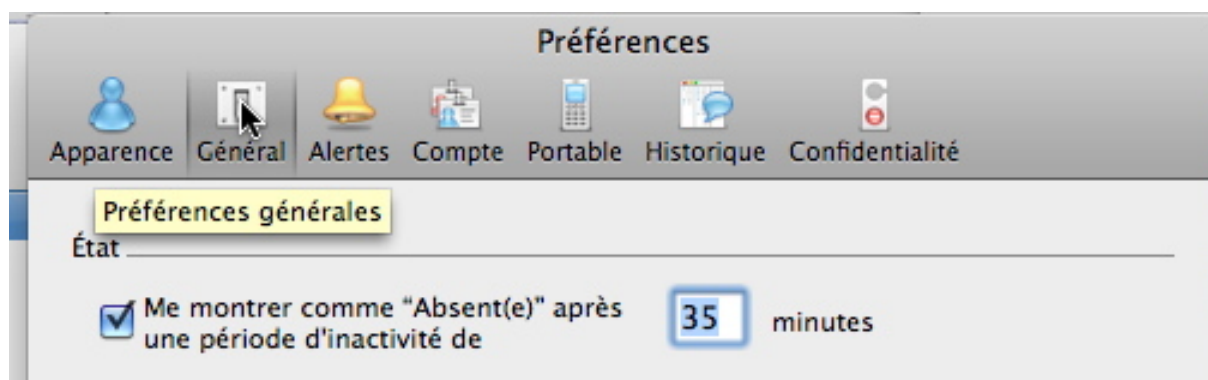 Préférences
Apparence Général Alertes Compte Portable Historique Confidentialité
Préférences générales
État
Me montrer comme “Absent(e)” après
une période d'inactivité de
35 minutes